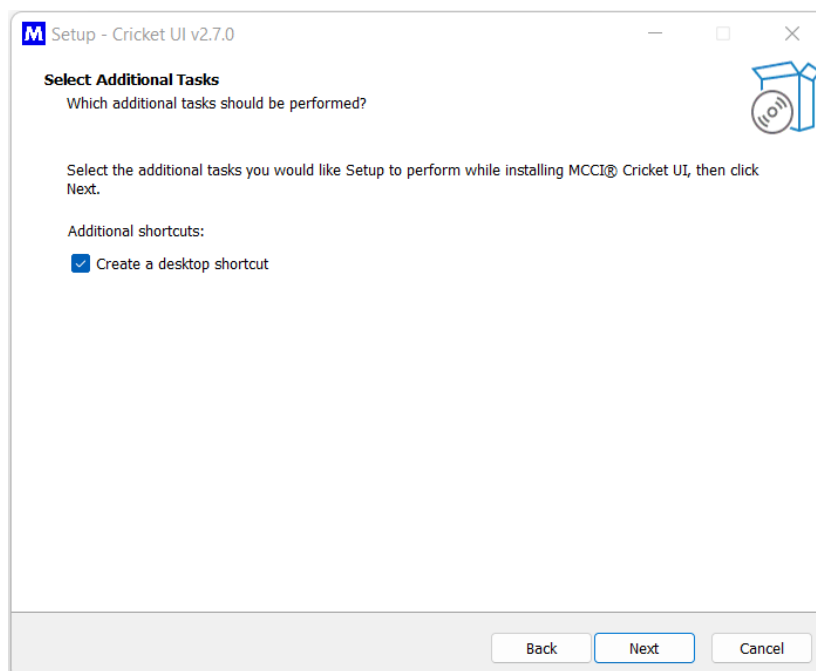 M Setup - Cricket UI v2.7.0
Select Additional Tasks
Which additional tasks should be performed?
Select the additional tasks you would like Setup to perform while installing MCCI® Cricket UI, then click
Next.
Additional shortcuts:
Create a desktop shortcut
Back Next Cancel